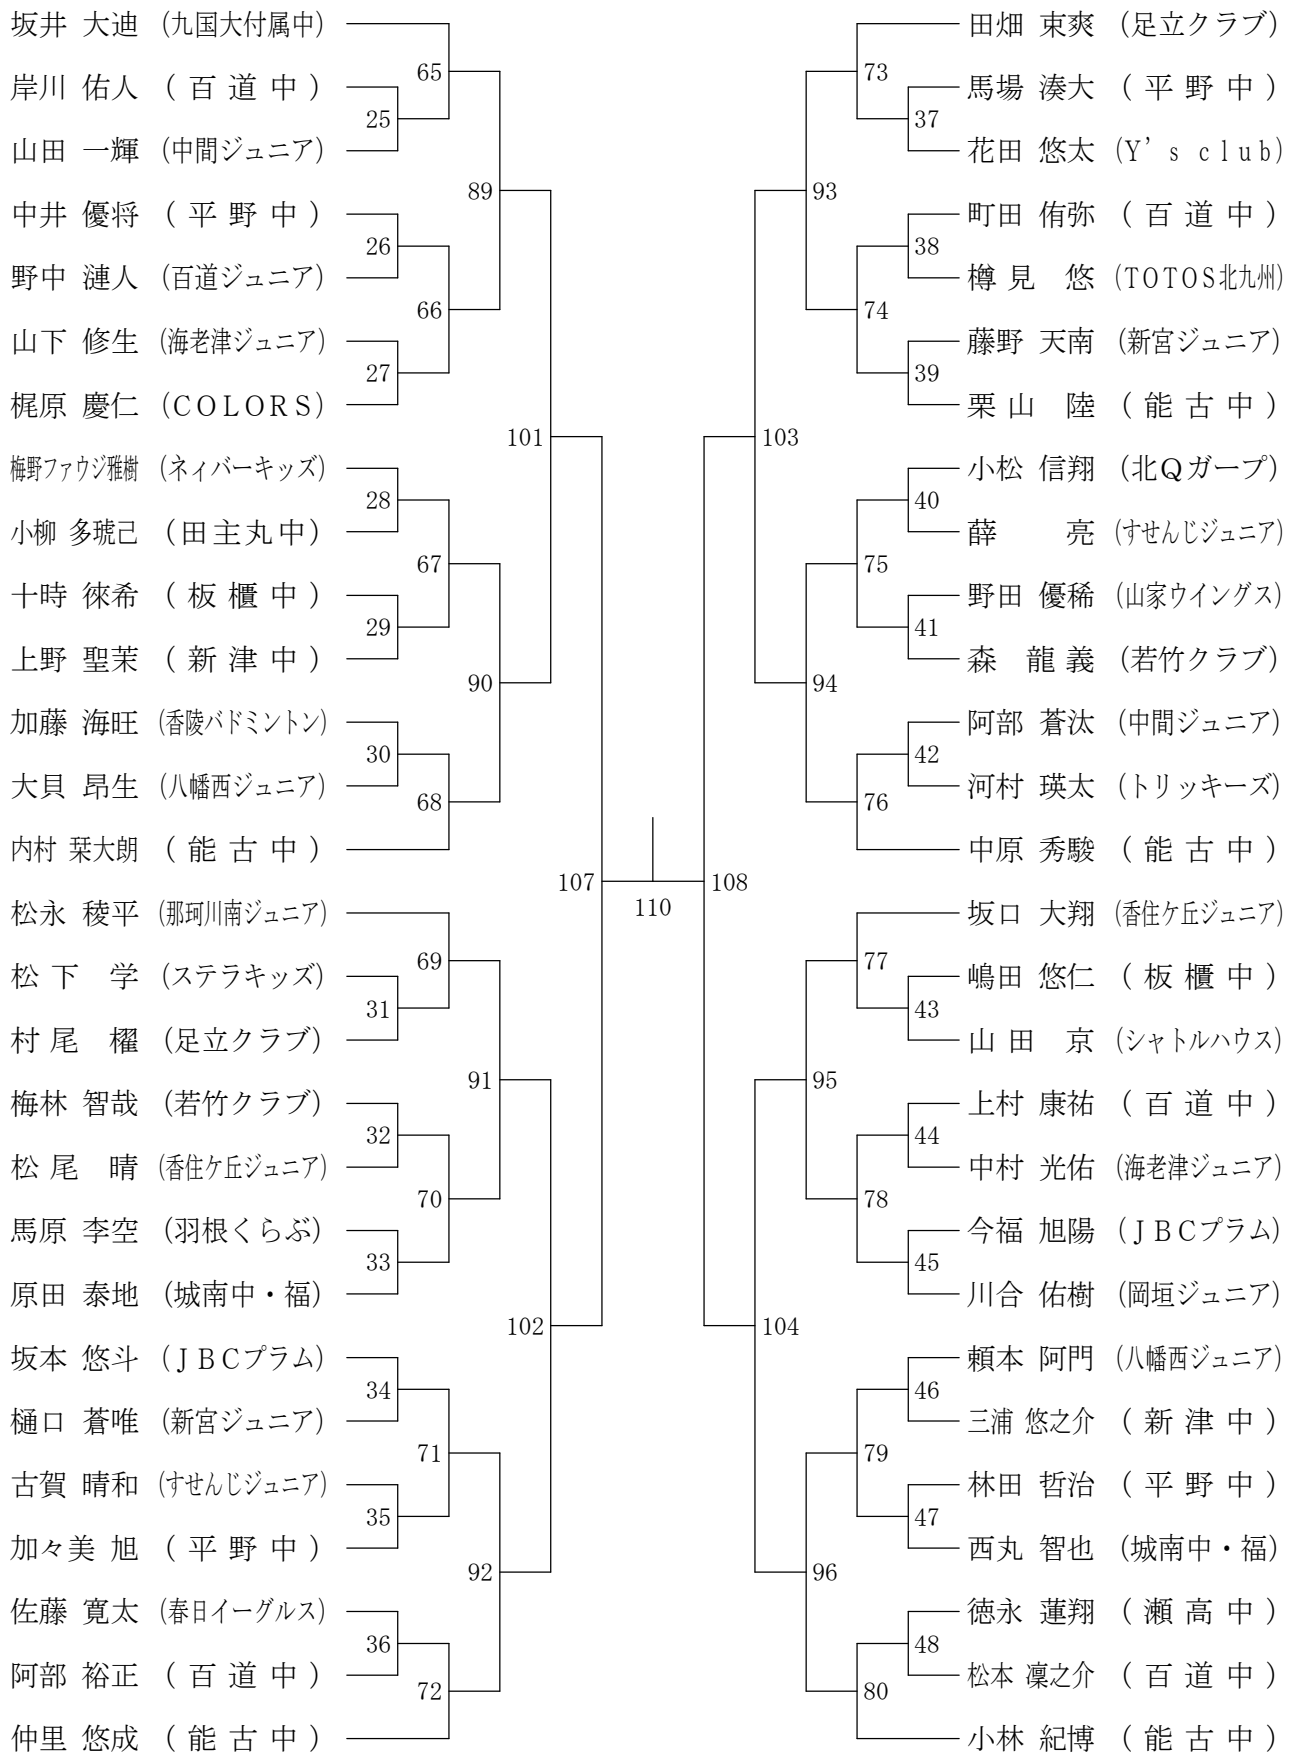 坂井 大迪 (九国大付属中)
岸川 佑人 (百道中)
山田 一輝 (中間ジュニア)
中井 優将 (平野中)
野中 漣人 (百道ジュニア)
山下 修生 (海老津ジュニア)
梶原 慶仁 (COLORS)
梅野ファウジ雅樹 (ネィバーキッズ)
小柳 多琥己 (田主丸中)
十時 徠希 (板櫃中)
上野 聖茉 (新津中)
加藤 海旺 (香陵バドミントン)
大貝 昂生 (八幡西ジュニア)
内村 栞大朗 (能古中)
松永 稜平 (那珂川南ジュニア)
松下 学 (ステラキッズ)
村尾 櫂 (足立クラブ)
梅林 智哉 (若竹クラブ)
松尾 晴 (香住ケ丘ジュニア)
馬原 李空 (羽根くらぶ)
原田 泰地 (城南中・福)
坂本 悠斗 (JBCプラム)
樋口 蒼唯 (新宮ジュニア)
古賀 晴和 (すせんじジュニア)
加々美 旭 (平野中)
佐藤 寛太 (春日イーグルス)
阿部 裕正 (百道中)
仲里 悠成 (能古中)
25
26
27
28
29
30
31
32
33
34
35
36
65
66
67
68
69
70
71
72
89
90
91
92
101
102
107
110
108
103
104
93
94
95
96
73
74
75
76
77
78
79
80
37
38
39
40
41
42
43
44
45
46
47
48
田畑 束爽 (足立クラブ)
馬場 湊大 (平野中)
花田 悠太 (Y's club)
町田 侑弥 (百道中)
樽見 悠 (TOTOS北九州)
藤野 天南 (新宮ジュニア)
栗山 陸 (能古中)
小松 信翔 (北Qガープ)
薛 亮 (すせんじジュニア)
野田 優稀 (山家ウイングス)
森 龍義 (若竹クラブ)
阿部 蒼汰 (中間ジュニア)
河村 瑛太 (トリッキーズ)
中原 秀駿 (能古中)
坂口 大翔 (香住ケ丘ジュニア)
嶋田 悠仁 (板櫃中)
山田 京 (シャトルハウス)
上村 康祐 (百道中)
中村 光佑 (海老津ジュニア)
今福 旭陽 (JBCプラム)
川合 佑樹 (岡垣ジュニア)
頼本 阿門 (八幡西ジュニア)
三浦 悠之介 (新津中)
林田 哲治 (平野中)
西丸 智也 (城南中・福)
徳永 蓮翔 (瀬高中)
松本 凜之介 (百道中)
小林 紀博 (能古中)